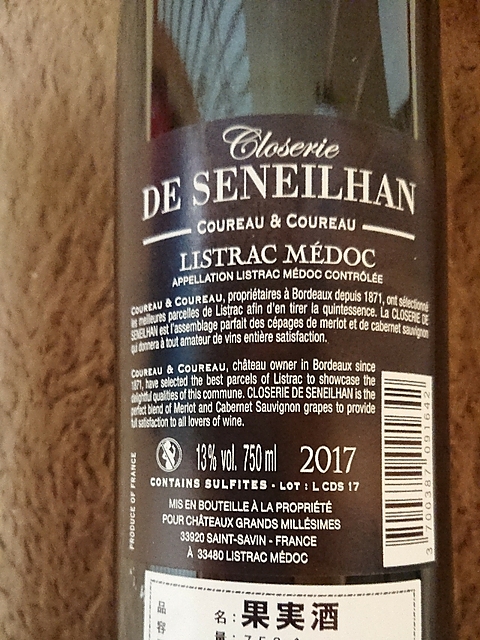 Closerie
DE SENEILHAN
COUREAU & COUREAU
LISTRAC MÉDOC
APPELLATION LISTRAC MÉDOC CONTRÔLÉE
COUREAU & COUREAU, propriétaires à Bordeaux depuis 1871, ont sélectionné
les meilleures parcelles de Listrac afin d'en tirer la quintessence. La CLOSERIE DE
SENEILHAN est l'assemblage parfait des cépages de merlot et de cabernet sauvignon
qui donnera à tout amateur de vins entière satisfaction.
COUREAU & COUREAU, château owner in Bordeaux since
1871, have selected the best parcels of Listrac to showcase the
delightful qualities of this commune. CLOSERIE DE SENEILHAN is the
perfect blend of Merlot and Cabernet Sauvignon grapes to provide
full satisfaction to all lovers of wine.
13% vol. 750 ml 2017
CONTAINS SULFITES - LOT : L CDS 17
MIS EN BOUTEILLE À LA PROPRIÉTÉ
POUR CHÂTEAUX GRANDS MILLÉSIMES
33920 SAINT-SAVIN - FRANCE
À 33480 LISTRAC MÉDOC
PRODUCE OF FRANCE
3 700387 091642
品名：果実酒